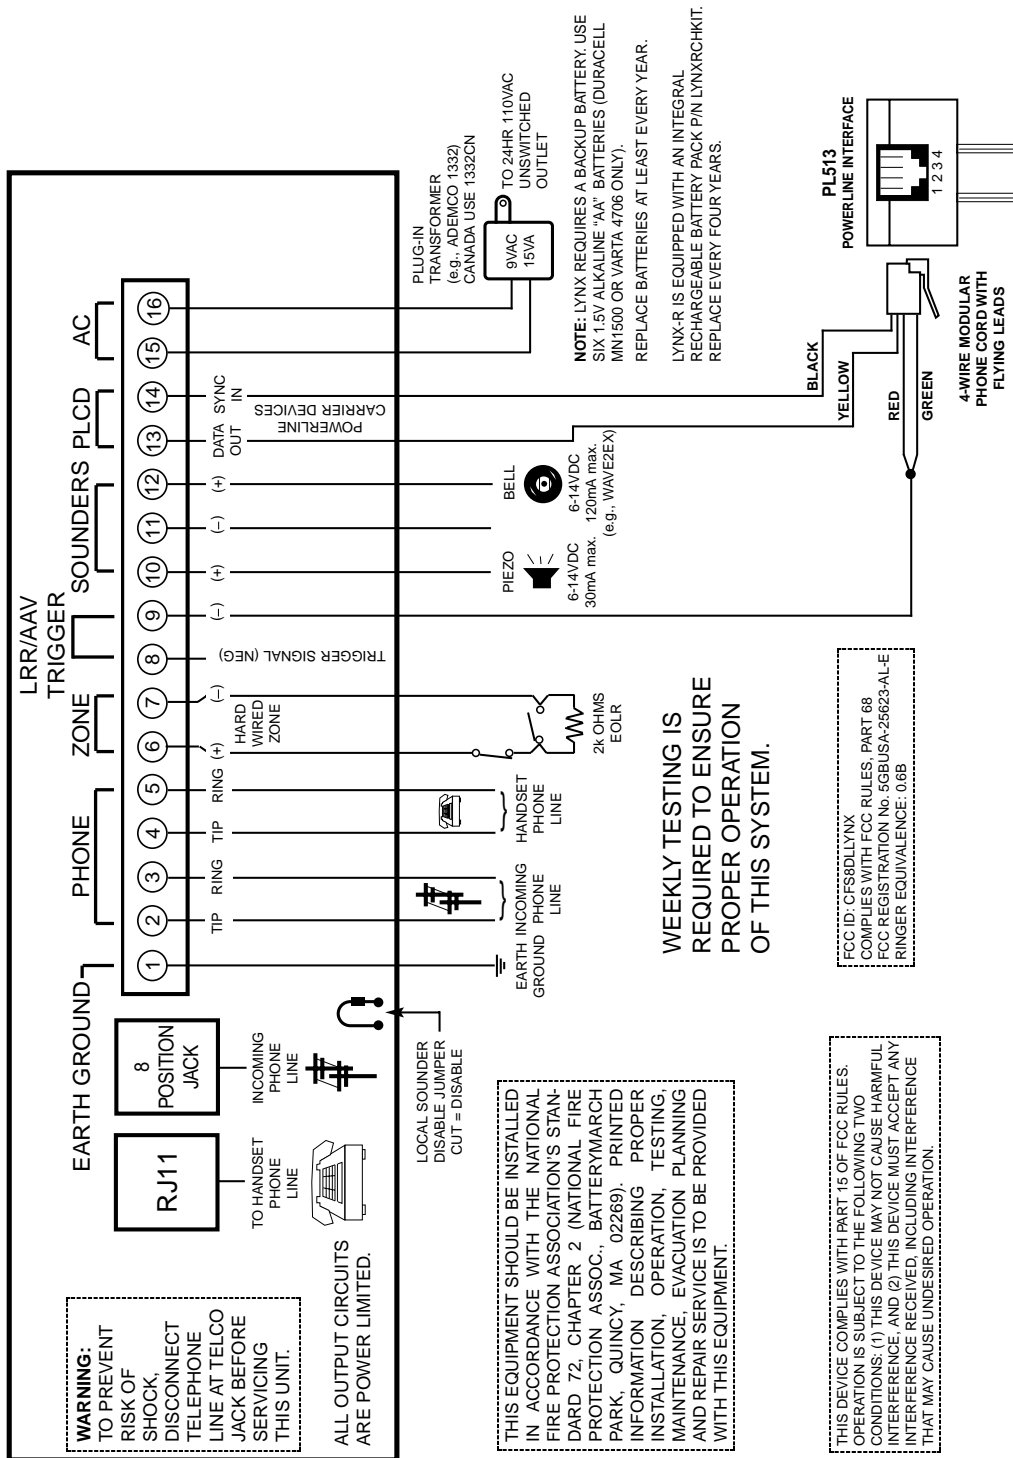 WARNING:
TO PREVENT
RISK OF
SHOCK,
DISCONNECT
TELEPHONE
LINE AT TELCO
JACK BEFORE
SERVICING
THIS UNIT.
ALL OUTPUT CIRCUITS
ARE POWER LIMITED.
RJ11
TO HANDSET
PHONE
LINE
8
POSITION
JACK
INCOMING
PHONE
LINE
LOCAL SOUNDER
DISABLE JUMPER
CUT = DISABLE
EARTH GROUND
PHONE
ZONE
LRR/AAV
TRIGGER
SOUNDERS
PLCD
AC
1
2
3
4
5
6
7
8
9
10
11
12
13
14
15
16
TIP
RING
TIP
RING
(+)
HARD
WIRED
ZONE
(–)
TRIGGER SIGNAL (NEG)
(–)
(+)
(–)
(+)
DATA
OUT
POWERLINE
CARRIER DEVICES
SYNC
IN
EARTH
GROUND
INCOMING
PHONE
LINE
HANDSET
PHONE
LINE
2k OHMS
EOLR
PIEZO
6-14VDC
30mA max.
BELL
6-14VDC
120mA max.
(e.g., WAVE2EX)
PLUG-IN
TRANSFORMER
(e.g., ADEMCO 1332)
CANADA USE 1332CN
9VAC
15VA
TO 24HR 110VAC
UNSWITCHED
OUTLET
NOTE: LYNX REQUIRES A BACKUP BATTERY. USE
SIX 1.5V ALKALINE “AA” BATTERIES (DURACELL
MN1500 OR VARTA 4706 ONLY).
REPLACE BATTERIES AT LEAST EVERY YEAR.
LYNX-R IS EQUIPPED WITH AN INTEGRAL
RECHARGEABLE BATTERY PACK P/N LYNXRCHKIT.
REPLACE EVERY FOUR YEARS.
BLACK
YELLOW
RED
GREEN
PL513
POWERLINE INTERFACE
1 2 3 4
4-WIRE MODULAR
PHONE CORD WITH
FLYING LEADS
THIS EQUIPMENT SHOULD BE INSTALLED
IN ACCORDANCE WITH THE NATIONAL
FIRE PROTECTION ASSOCIATION'S STAN-
DARD 72, CHAPTER 2 (NATIONAL FIRE
PROTECTION ASSOC., BATTERYMARCH
PARK, QUINCY, MA 02269). PRINTED
INFORMATION DESCRIBING PROPER
INSTALLATION, OPERATION, TESTING,
MAINTENANCE, EVACUATION PLANNING
AND REPAIR SERVICE IS TO BE PROVIDED
WITH THIS EQUIPMENT.
WEEKLY TESTING IS
REQUIRED TO ENSURE
PROPER OPERATION
OF THIS SYSTEM.
THIS DEVICE COMPLIES WITH PART 15 OF FCC RULES.
OPERATION IS SUBJECT TO THE FOLLOWING TWO
CONDITIONS: (1) THIS DEVICE MAY NOT CAUSE HARMFUL
INTERFERENCE, AND (2) THIS DEVICE MUST ACCEPT ANY
INTERFERENCE RECEIVED, INCLUDING INTERFERENCE
THAT MAY CAUSE UNDESIRED OPERATION.
FCC ID: CFS8DLLYNX
COMPLIES WITH FCC RULES, PART 68
FCC REGISTRATION No. 5GBUSA-25623-AL-E
RINGER EQUIVALENCE: 0.6B